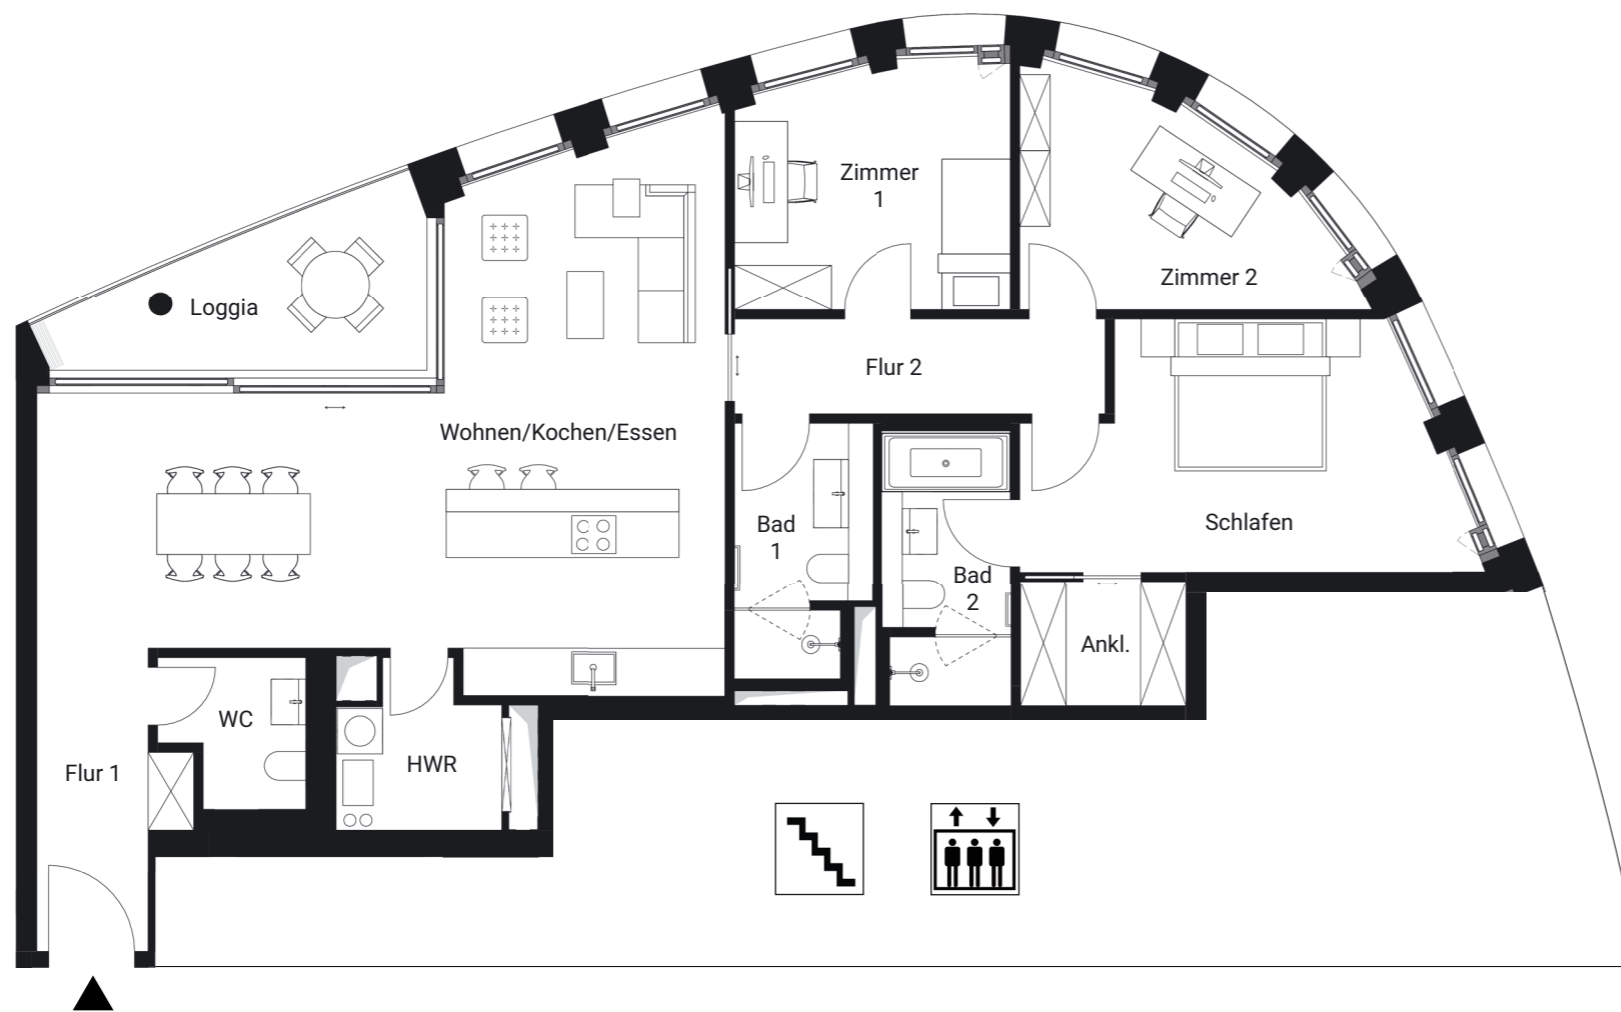 Zimmer
1
Zimmer 2
Loggia
Flur 2
Wohnen/Kochen/Essen
Bad
1
Schlafen
Bad
2
Ankl.
WC
HWR
Flur 1